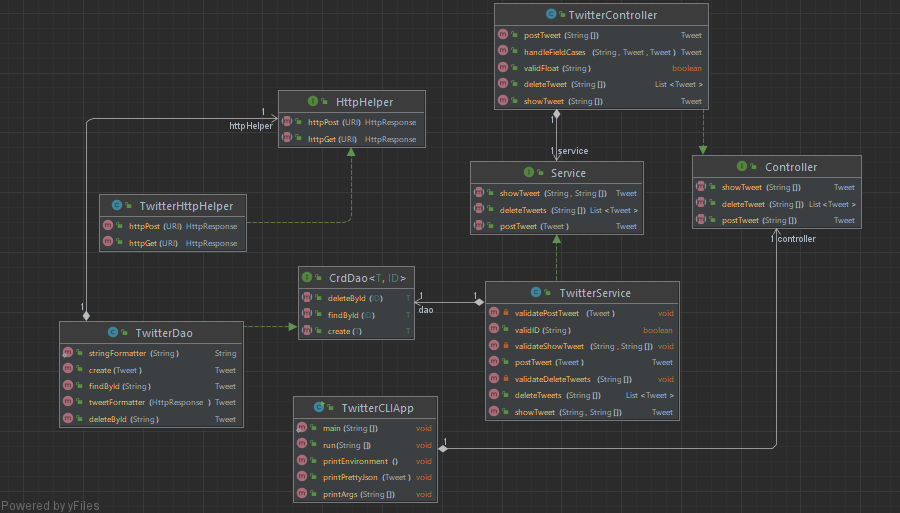 TwitterController
postTweet (String []) Tweet
handleFieldCases (String, Tweet, Tweet) Tweet
validFloat (String) boolean
deleteTweet (String []) List <Tweet>
showTweet (String []) Tweet
HttpHelper
httpPost (URI) HttpResponse
httpGet (URI) HttpResponse
1
httpHelper
1
1 service
Service
showTweet (String, String []) Tweet
deleteTweets (String []) List <Tweet>
postTweet (Tweet) Tweet
Controller
showTweet (String []) Tweet
deleteTweet (String []) List <Tweet>
postTweet (String []) Tweet
1 controller
TwitterHttpHelper
httpPost (URI) HttpResponse
httpGet (URI) HttpResponse
CrdDao<T, ID>
deleteById (ID) T
findById (ID) T
create (T) T
1
dao
1
TwitterService
validatePostTweet (Tweet) void
validID (String) boolean
validateShowTweet (String, String []) void
postTweet (Tweet) Tweet
validateDeleteTweets (String []) void
deleteTweets (String []) List <Tweet>
showTweet (String, String []) Tweet
1
TwitterDao
stringFormatter (String) String
create (Tweet) Tweet
findById (String) Tweet
tweetFormatter (HttpResponse) Tweet
deleteById (String) Tweet
TwitterCLIApp
main (String []) void
run(String []) void
printEnvironment () void
printPrettyJson (Tweet) void
printArgs (String []) void
1
Powered by yFiles